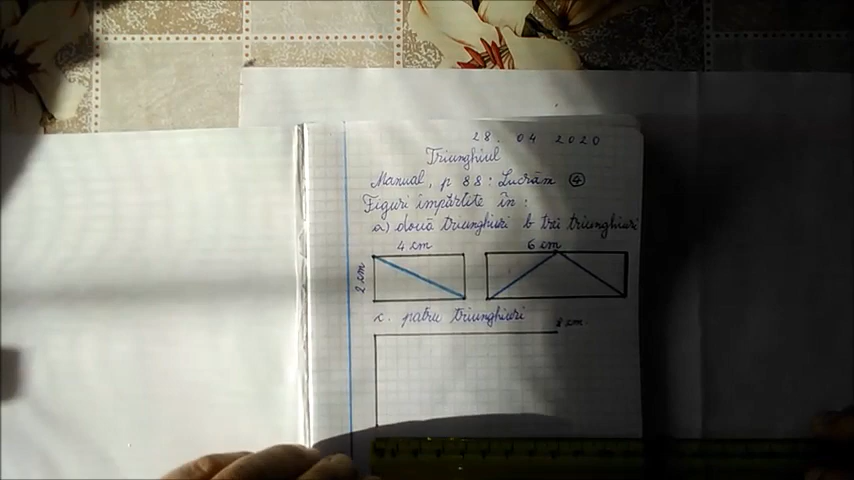 28. 04 2020
Triunghiul
Manual, p 88: Lucrăm ④
Figuri împărțite în:
a) două triunghiuri b trei triunghiuri
4 cm 6 cm
2 cm
c. patru triunghiuri
8 cm.